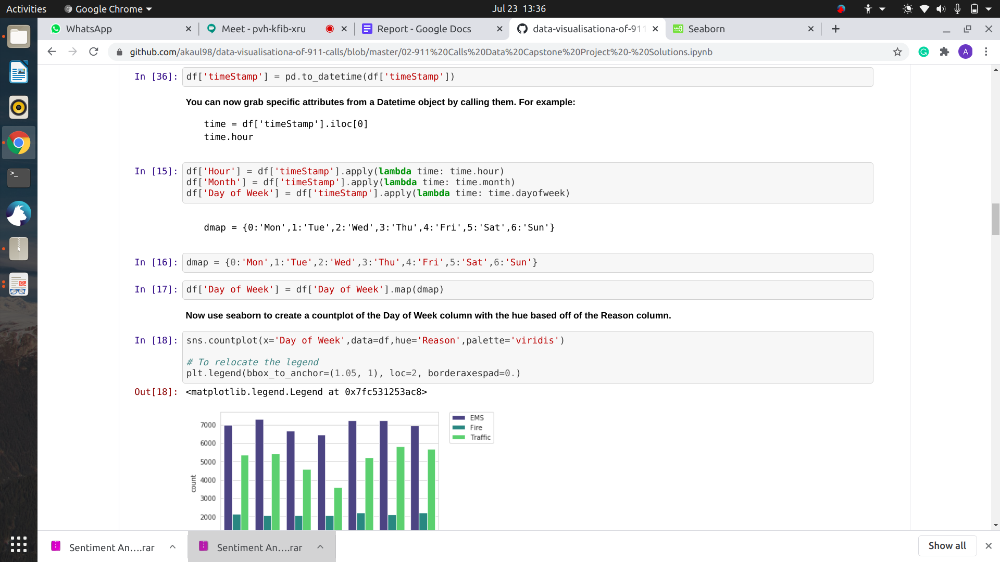 Activities
Google Chrome
Jul 23 13:36
WhatsApp
Meet - pvh-kfib-xru
Report - Google Docs
data-visualisationa-of-911
Seaborn
github.com/akaul98/data-visualisationa-of-911-calls/blob/master/02-911%20Calls%20Data%20Capstone%20Project%20-%20Solutions.ipynb
A
In [36]: df['timeStamp'] = pd.to_datetime(df['timeStamp'])
You can now grab specific attributes from a Datetime object by calling them. For example:
time = df['timeStamp'].iloc[0]
time.hour
In [15]: df['Hour'] = df['timeStamp'].apply(lambda time: time.hour)
df['Month'] = df['timeStamp'].apply(lambda time: time.month)
df['Day of Week'] = df['timeStamp'].apply(lambda time: time.dayofweek)
dmap = {0:'Mon',1:'Tue',2:'Wed',3:'Thu',4:'Fri',5:'Sat',6:'Sun'}
In [16]: dmap = {0:'Mon',1:'Tue',2:'Wed',3:'Thu',4:'Fri',5:'Sat',6:'Sun'}
In [17]: df['Day of Week'] = df['Day of Week'].map(dmap)
Now use seaborn to create a countplot of the Day of Week column with the hue based off of the Reason column.
In [18]: sns.countplot(x='Day of Week',data=df,hue='Reason',palette='viridis')
# To relocate the legend
plt.legend(bbox_to_anchor=(1.05, 1), loc=2, borderaxespad=0.)
Out[18]: <matplotlib.legend.Legend at 0x7fc531253ac8>
7000
6000
5000
4000
3000
2000
count
EMS
Fire
Traffic
Sentiment An....rar
Sentiment An....rar
Show all